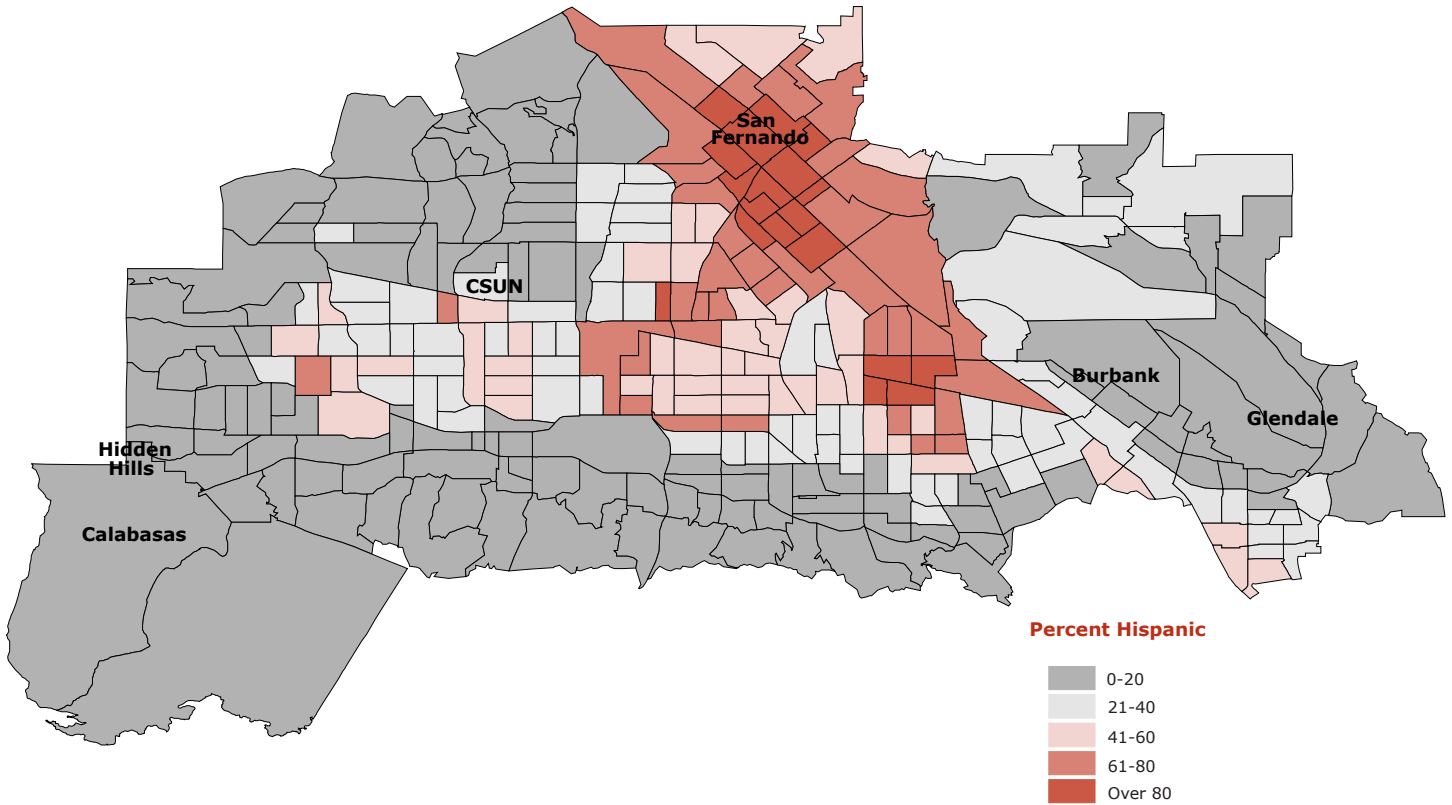 San
Fernando
CSUN
Burbank
Glendale
Hidden
Hills
Calabasas
Percent Hispanic
0-20
21-40
41-60
61-80
Over 80